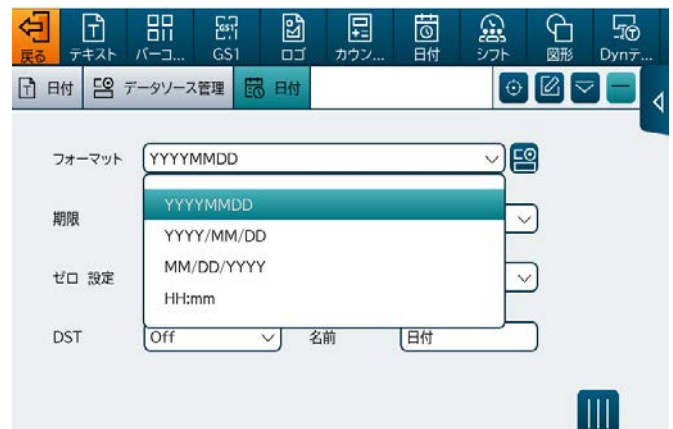 戻る テキスト バーコ... GS1 ロゴ カウン... 日付 シフト 図形 Dynテ...
日付 データソース管理 日付
フォーマット YYYYMMDD
YYYYMMDD
期限
YYYY/MM/DD
MM/DD/YYYY
ゼロ 設定
HH:mm
DST Off 名前 日付